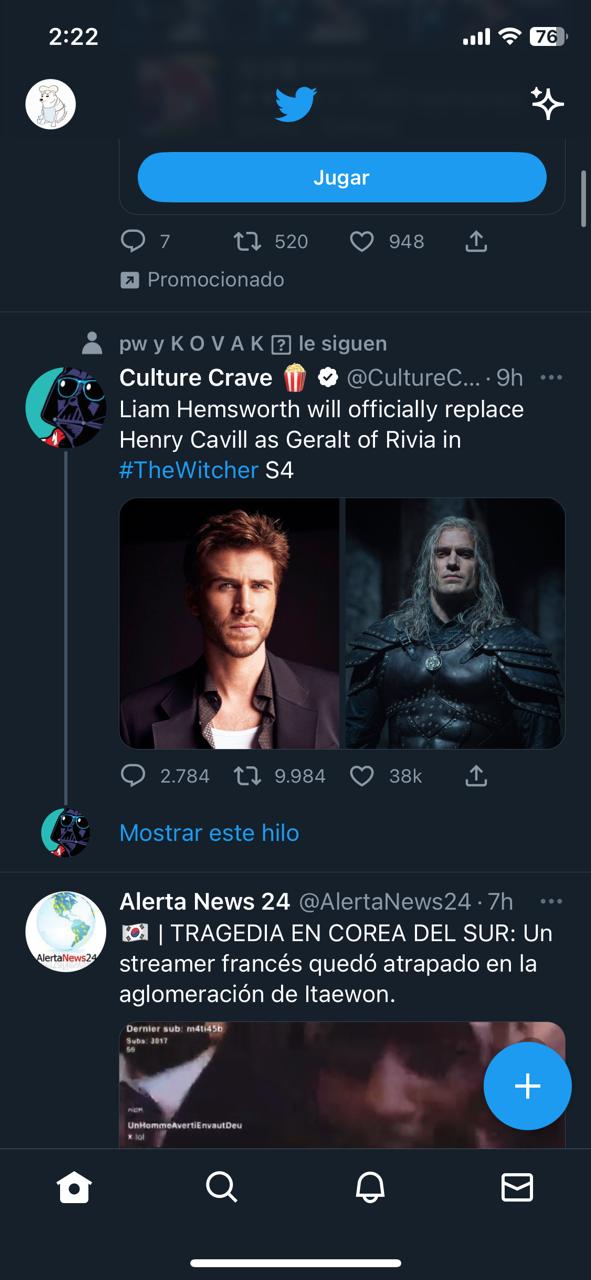 2:22
76
Jugar
7 520 948
Promocionado
pw y K O V A K ? le siguen
Culture Crave @CultureC... · 9h
Liam Hemsworth will officially replace
Henry Cavill as Geralt of Rivia in
#TheWitcher S4
2.784 9.984 38k
Mostrar este hilo
Alerta News 24 @AlertaNews24 · 7h
AlertaNews24
| TRAGEDIA EN COREA DEL SUR: Un
streamer francés quedó atrapado en la
aglomeración de Itaewon.
Dernier sub: m4ti45b
Subs: 3017
UnHommeAvertiEnvautDeu
x lol